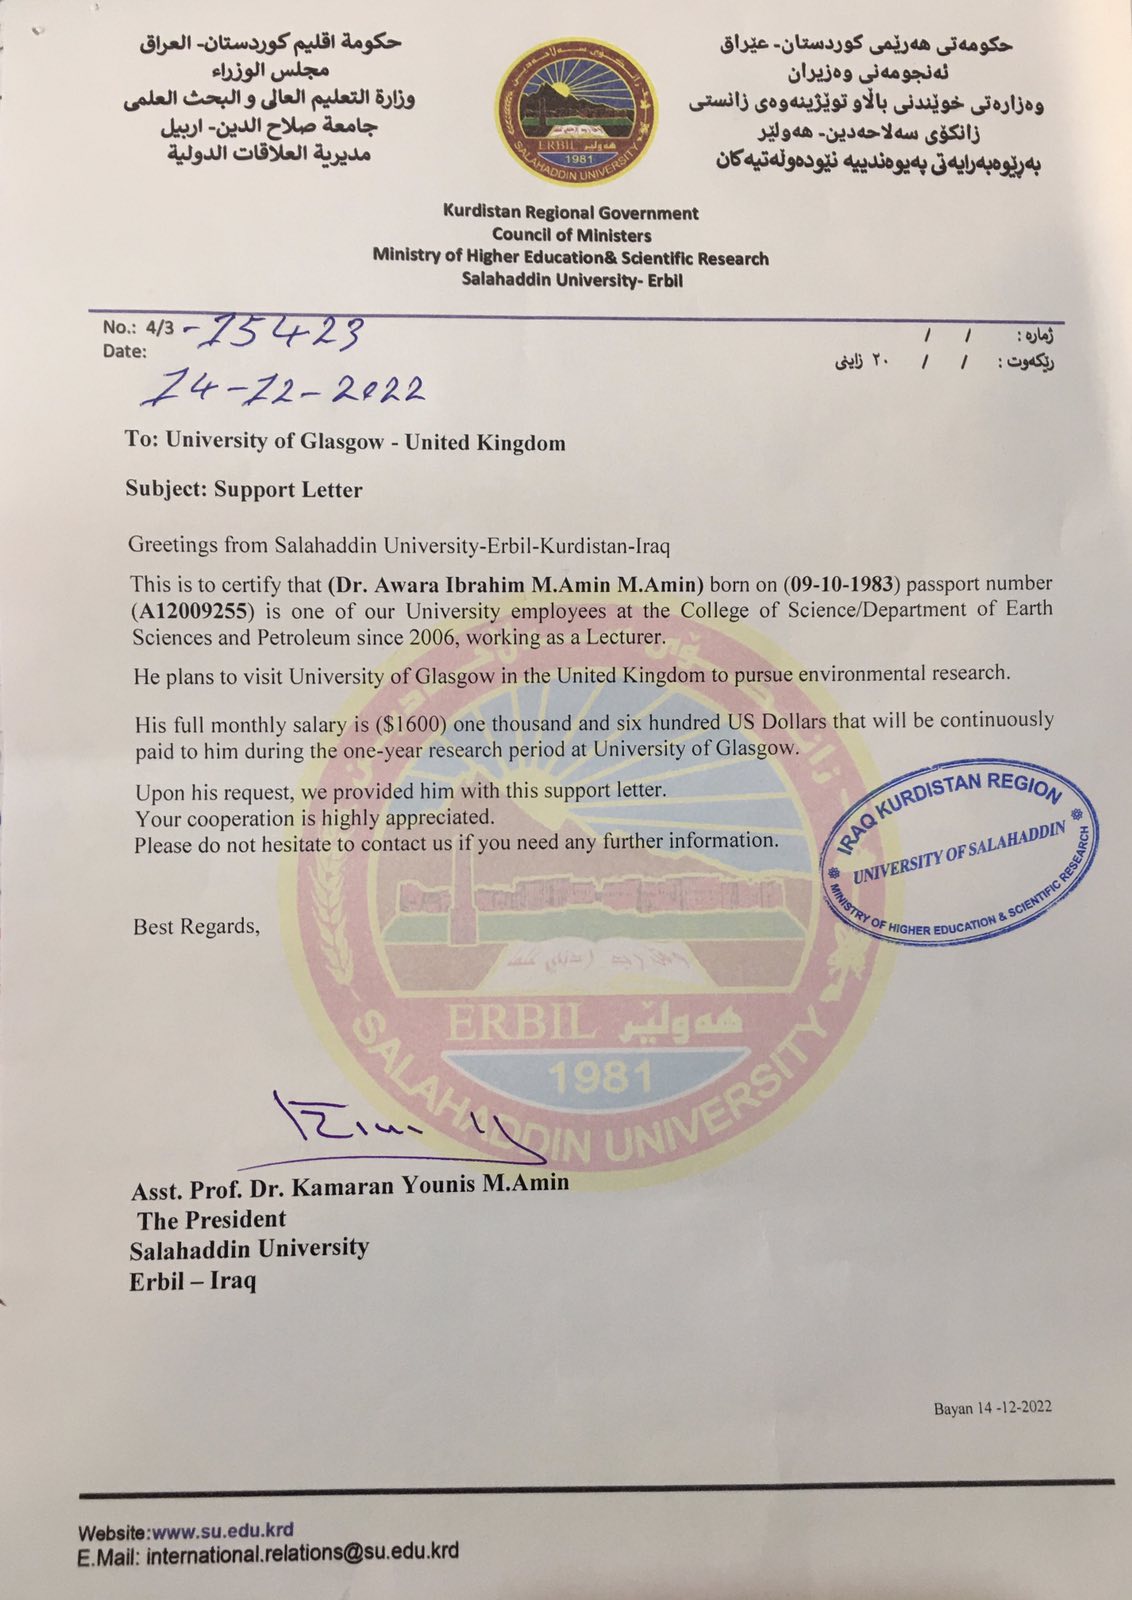 حكومة اقليم كوردستان- العراق
مجلس الوزراء
وزارة التعليم العالى و البحث العلمى
جامعة صلاح الدين- اربيل
مديرية العلاقات الدولية
حکومەتی هەرێمی کوردستان- عێراق
ئەنجومەنی وەزیران
وەزارەتی خوێندنی باڵاو توێژینەوەی زانستی
زانکۆی سەلاحەدین- هەولێر
بەڕێوەبەرایەتی پەیوەندییە نێودەوڵەتیەکان
ERBIL هەولێر
1981
SALAHADDIN UNIVERSITY
Kurdistan Regional Government
Council of Ministers
Ministry of Higher Education& Scientific Research
Salahaddin University- Erbil
No.: 4/3 - 15423
Date:
14-12-2022
ژمارە : / /
رێکەوت : / / ٢٠ زاینی
To: University of Glasgow - United Kingdom
Subject: Support Letter
Greetings from Salahaddin University-Erbil-Kurdistan-Iraq
This is to certify that (Dr. Awara Ibrahim M.Amin M.Amin) born on (09-10-1983) passport number
(A12009255) is one of our University employees at the College of Science/Department of Earth
Sciences and Petroleum since 2006, working as a Lecturer.
He plans to visit University of Glasgow in the United Kingdom to pursue environmental research.
His full monthly salary is ($1600) one thousand and six hundred US Dollars that will be continuously
paid to him during the one-year research period at University of Glasgow.
Upon his request, we provided him with this support letter.
Your cooperation is highly appreciated.
Please do not hesitate to contact us if you need any further information.
IRAQ KURDISTAN REGION
UNIVERSITY OF SALAHADDIN
MINISTRY OF HIGHER EDUCATION & SCIENTIFIC RESEARCH
Best Regards,
ERBIL هەولێر
1981
SALAHADDIN UNIVERSITY
Asst. Prof. Dr. Kamaran Younis M.Amin
The President
Salahaddin University
Erbil – Iraq
Bayan 14 -12-2022
Website:www.su.edu.krd
E.Mail: international.relations@su.edu.krd